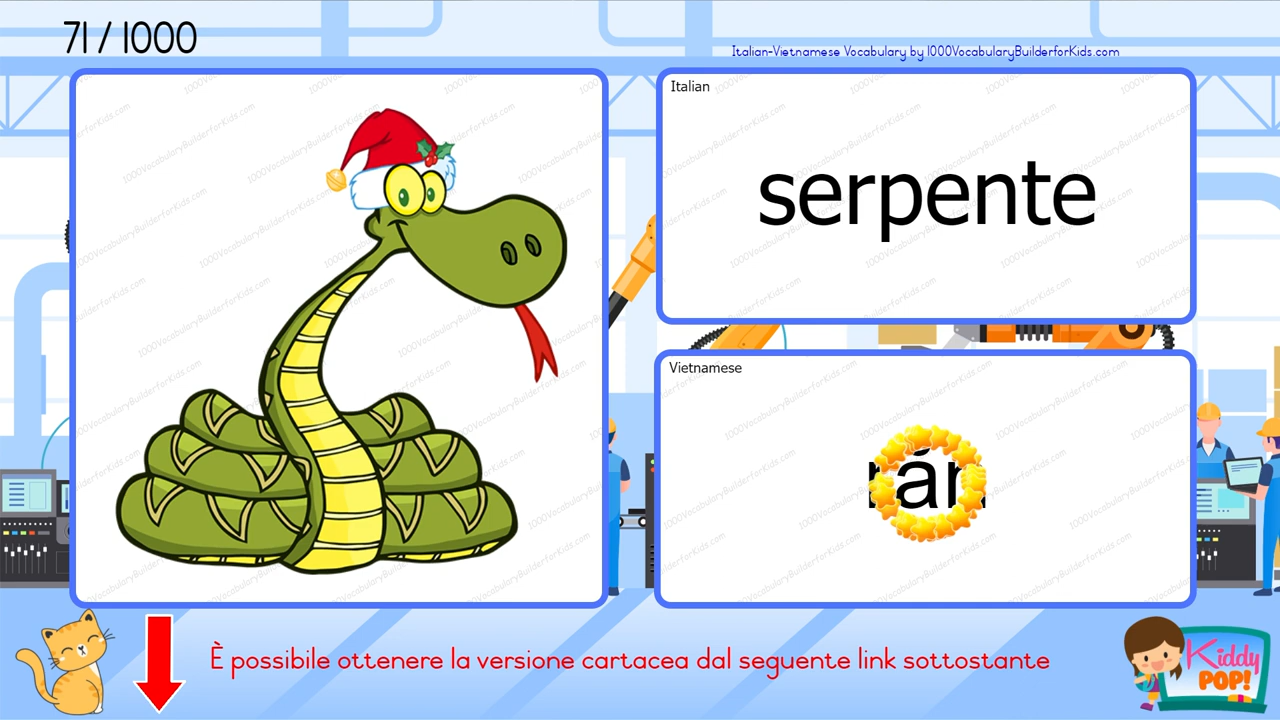 71 / 1000
Italian-Vietnamese Vocabulary by 1000VocabularyBuilderforKids.com
Italian
serpente
Vietnamese
rán
È possibile ottenere la versione cartacea dal seguente link sottostante
Kiddy
POP!